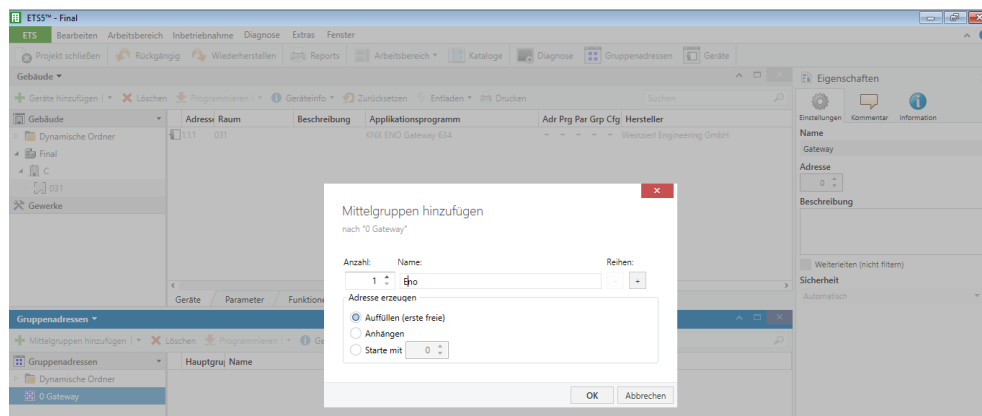 ETS5™ - Final
ETS Bearbeiten Arbeitsbereich Inbetriebnahme Diagnose Extras Fenster
Projekt schließen Rückgängig Wiederherstellen Reports Arbeitsbereich Kataloge Diagnose Gruppenadressen Geräte
Gebäude
Geräte hinzufügen Löschen Programmieren Geräteinfo Zurücksetzen Entladen Drucken Suchen
Gebäude
Dynamische Ordner
Final
C
031
Gewerke
Adresse Raum Beschreibung Applikationsprogramm Adr Prg Par Grp Cfg Hersteller
1.1.1 031 KNX ENO Gateway 634 - - - - - Weinzierl Engineering GmbH
Geräte Parameter
Eigenschaften
Einstellungen Kommentar Information
Name
Gateway
Adresse
0
Beschreibung
Weiterleiten (nicht filtern)
Sicherheit
Automatisch
Mittelgruppen hinzufügen
nach "0 Gateway"
Anzahl: Name: Reihen:
1 Eno - +
Adresse erzeugen
Auffüllen (erste freie)
Anhängen
Starte mit 0
OK Abbrechen
Gruppenadressen
Mittelgruppen hinzufügen Löschen Programmieren
Gruppenadressen
Dynamische Ordner
0 Gateway
Hauptgru Name